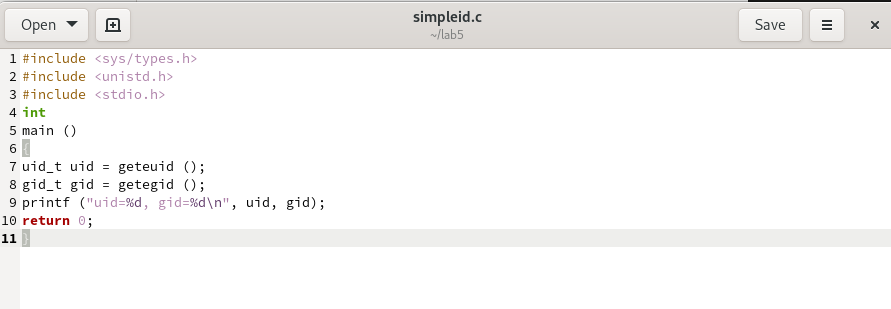 Open
simpleid.c
~/lab5
Save
1 #include <sys/types.h>
2 #include <unistd.h>
3 #include <stdio.h>
4 int
5 main ()
6 {
7 uid_t uid = geteuid ();
8 gid_t gid = getegid ();
9 printf ("uid=%d, gid=%d\n", uid, gid);
10 return 0;
11 }